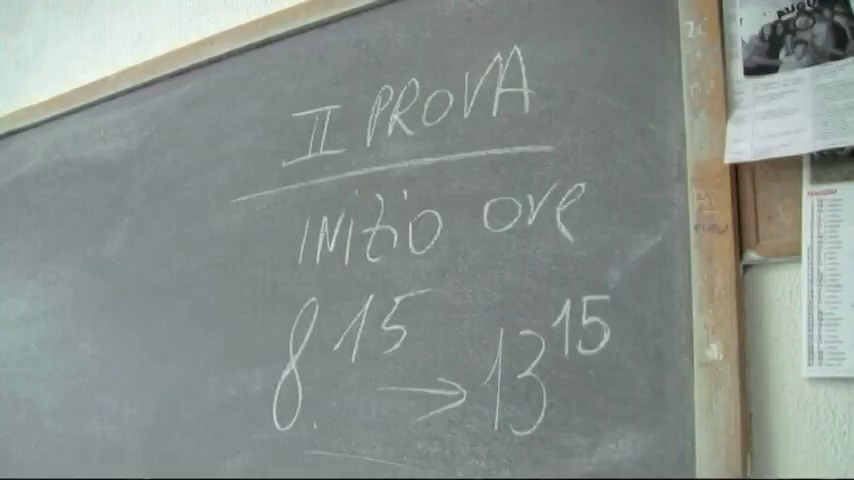 II PROVA
INIZIO ore
8.15 → 13 15